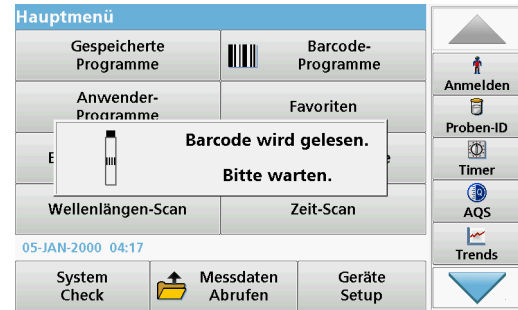 Hauptmenü
Gespeicherte
Programme
Barcode-
Programme
Anwender-
Programme
Favoriten
Barcode wird gelesen.
Bitte warten.
Wellenlängen-Scan
Zeit-Scan
05-JAN-2000 04:17
System
Check
Messdaten
Abrufen
Geräte
Setup
Anmelden
Proben-ID
Timer
AQS
Trends